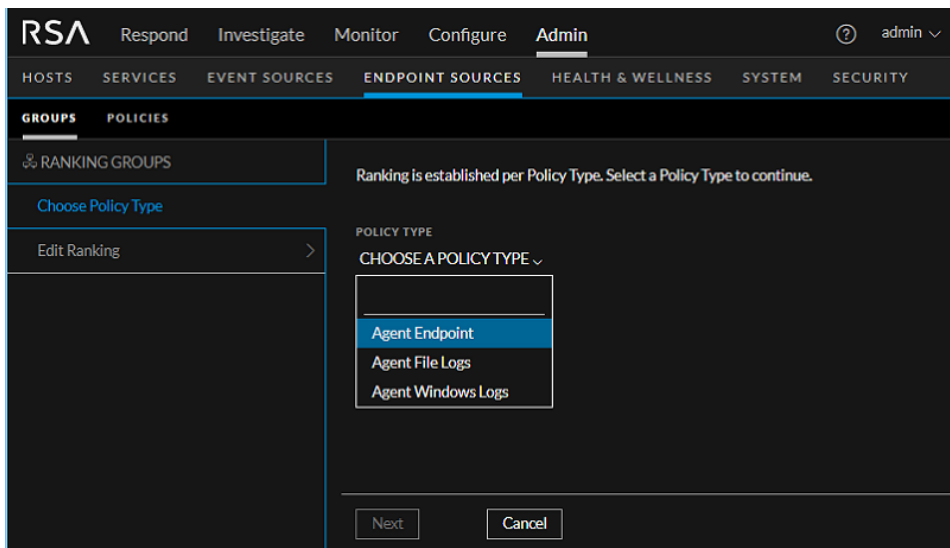 RSA Respond Investigate Monitor Configure Admin admin
HOSTS SERVICES EVENT SOURCES ENDPOINT SOURCES HEALTH & WELLNESS SYSTEM SECURITY
GROUPS POLICIES
RANKING GROUPS
Choose Policy Type
Edit Ranking
Ranking is established per Policy Type. Select a Policy Type to continue.
POLICY TYPE
CHOOSE A POLICY TYPE
Agent Endpoint
Agent File Logs
Agent Windows Logs
Next Cancel